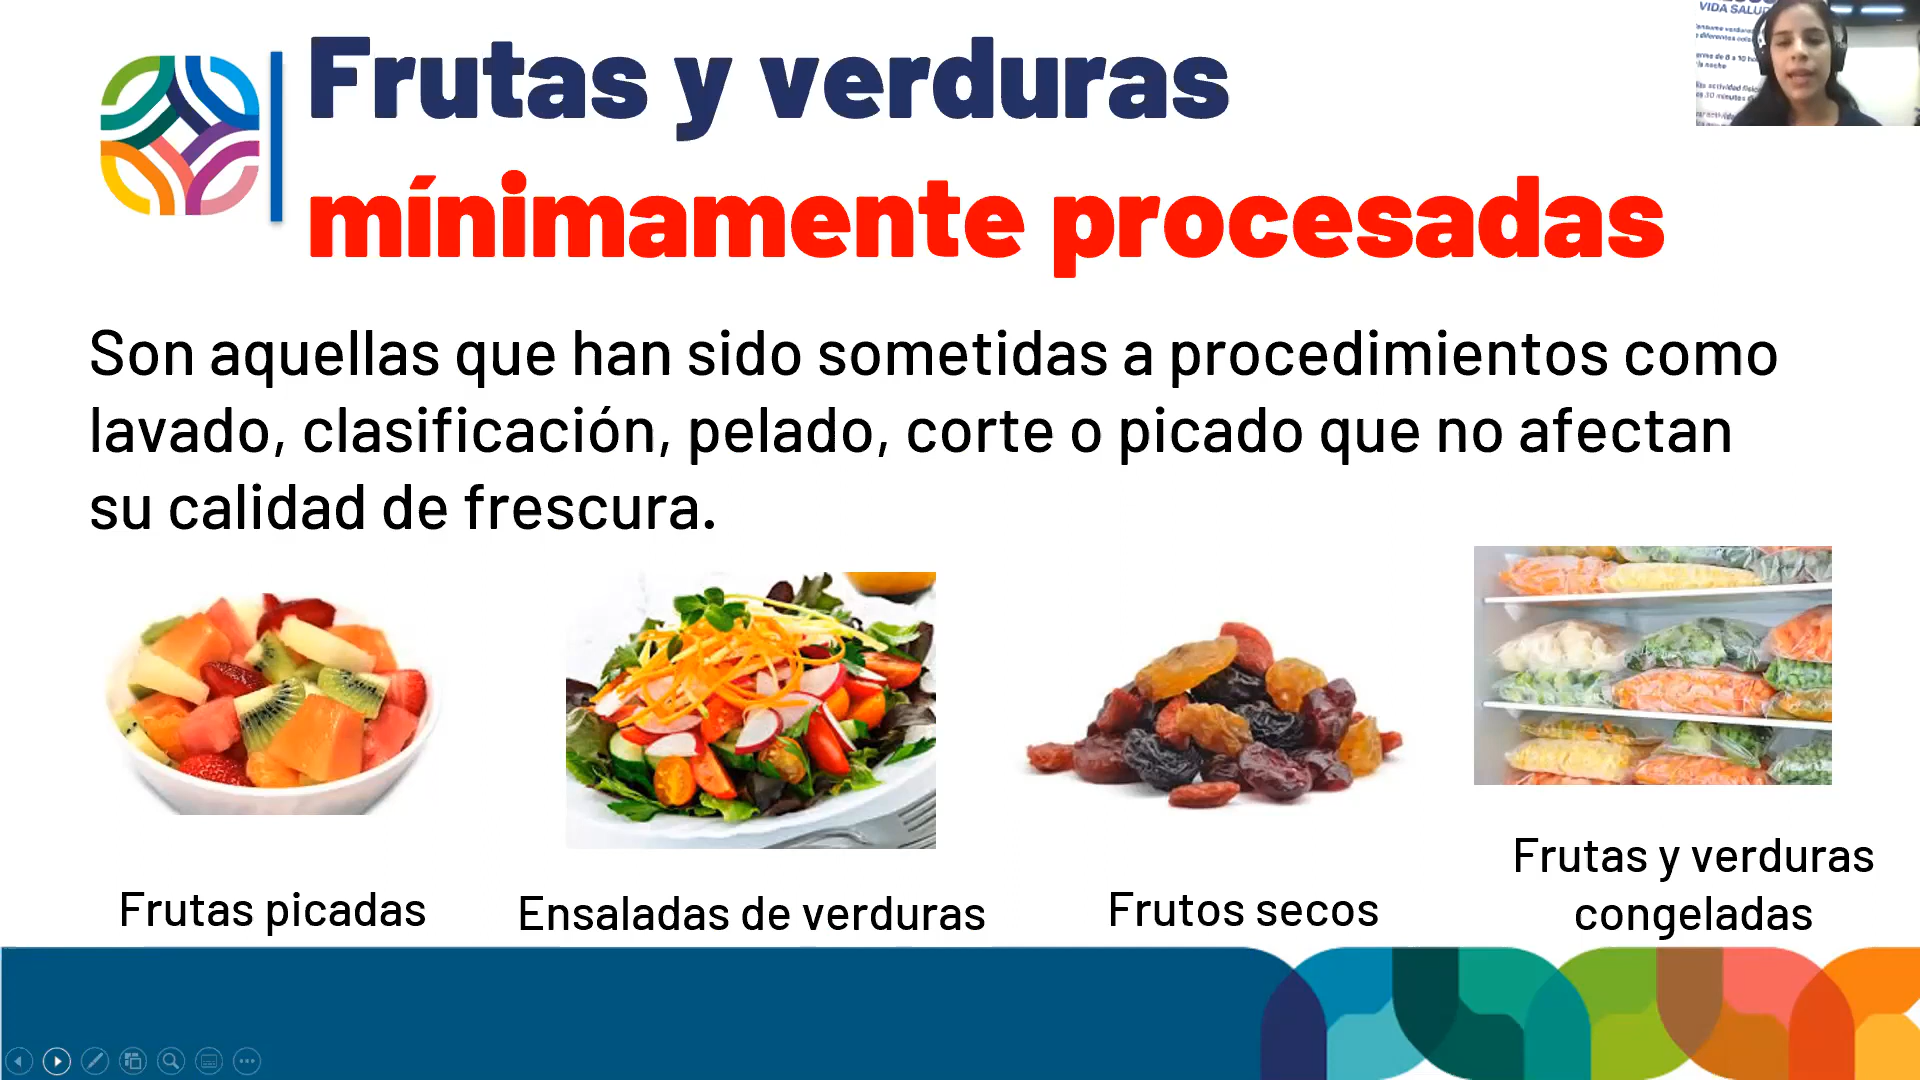 Frutas y verduras
mínimamente procesadas
Son aquellas que han sido sometidas a procedimientos como
lavado, clasificación, pelado, corte o picado que no afectan
su calidad de frescura.
Frutas picadas
Ensaladas de verduras
Frutos secos
Frutas y verduras
congeladas